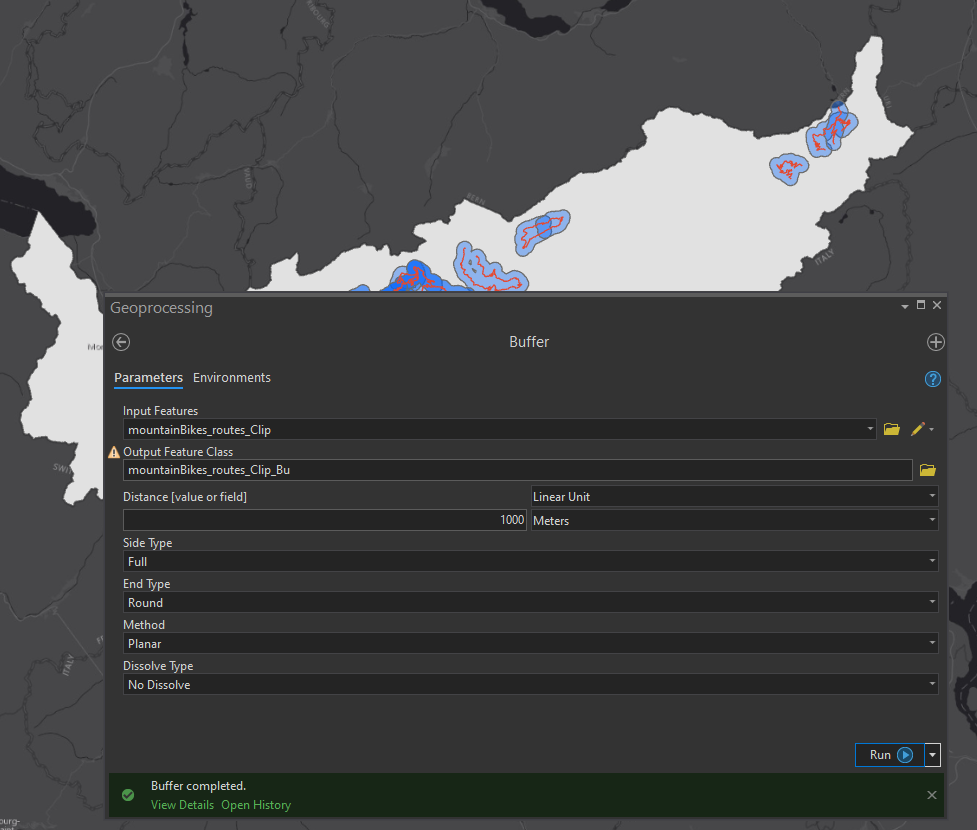 BERN
ITALY
Geoprocessing
Buffer
Parameters Environments
?
Input Features
mountainBikes_routes_Clip
Output Feature Class
mountainBikes_routes_Clip_Bu
Distance [value or field] Linear Unit
1000 Meters
Side Type
Full
End Type
Round
Method
Planar
Dissolve Type
No Dissolve
ITALY
Run
Buffer completed.
View Details Open History